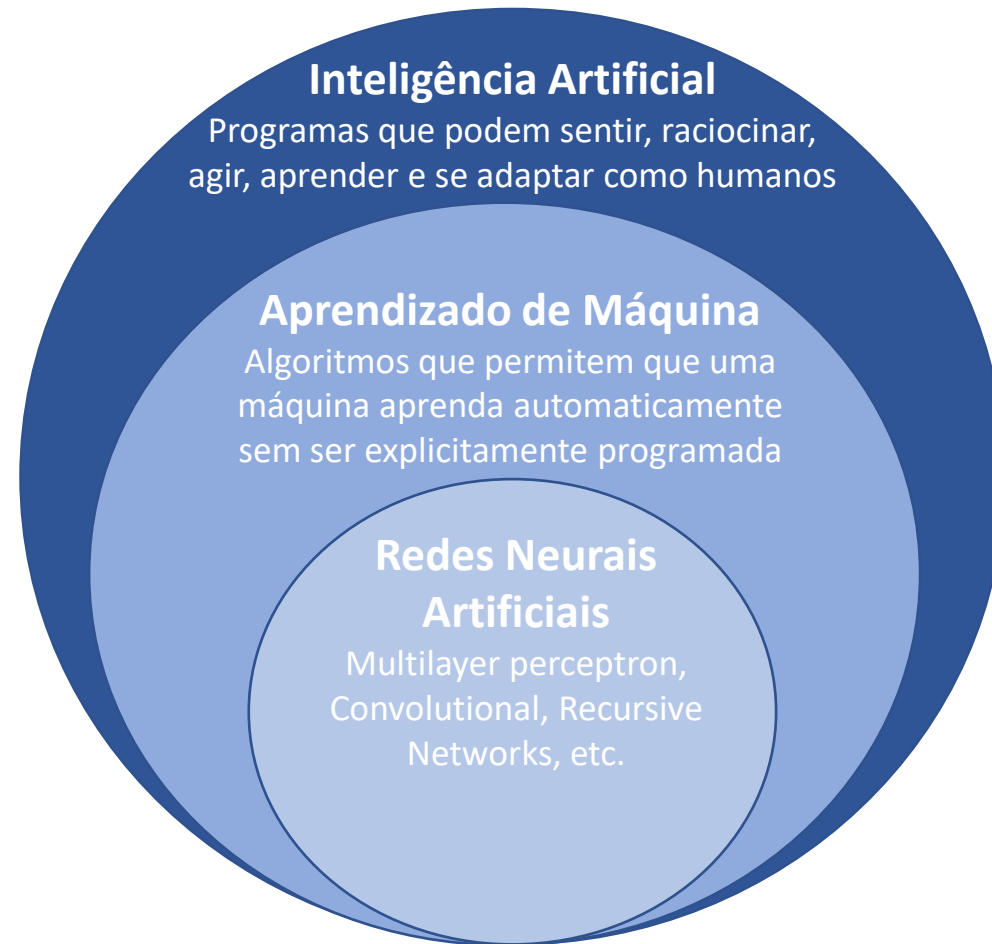 Inteligência Artificial
Programas que podem sentir, raciocinar,
agir, aprender e se adaptar como humanos
Aprendizado de Máquina
Algoritmos que permitem que uma
máquina aprenda automaticamente
sem ser explicitamente programada
Redes Neurais
Artificiais
Multilayer perceptron,
Convolutional, Recursive
Networks, etc.